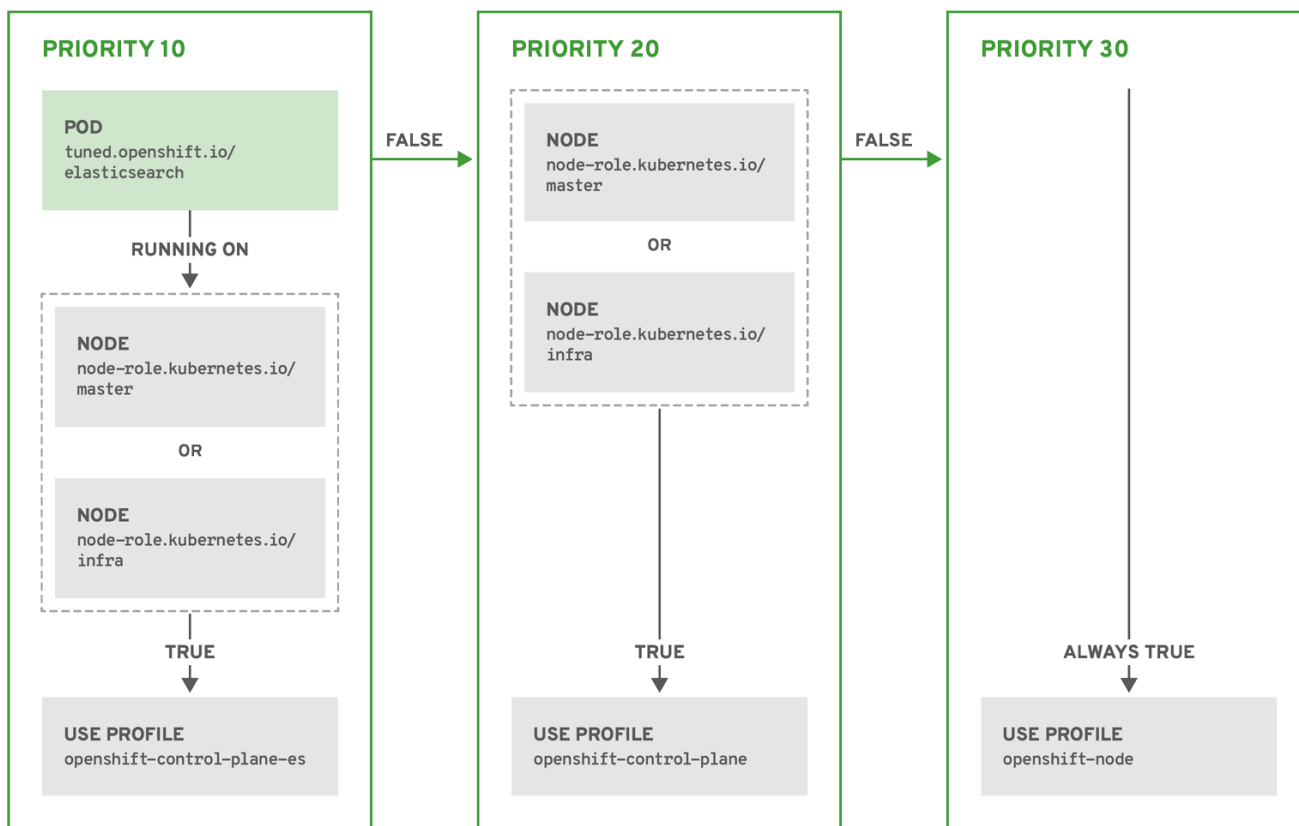 PRIORITY 10
POD
tuned.openshift.io/
elasticsearch
RUNNING ON
NODE
node-role.kubernetes.io/
master
OR
NODE
node-role.kubernetes.io/
infra
TRUE
USE PROFILE
openshift-control-plane-es
FALSE
PRIORITY 20
NODE
node-role.kubernetes.io/
master
OR
NODE
node-role.kubernetes.io/
infra
TRUE
USE PROFILE
openshift-control-plane
FALSE
PRIORITY 30
ALWAYS TRUE
USE PROFILE
openshift-node